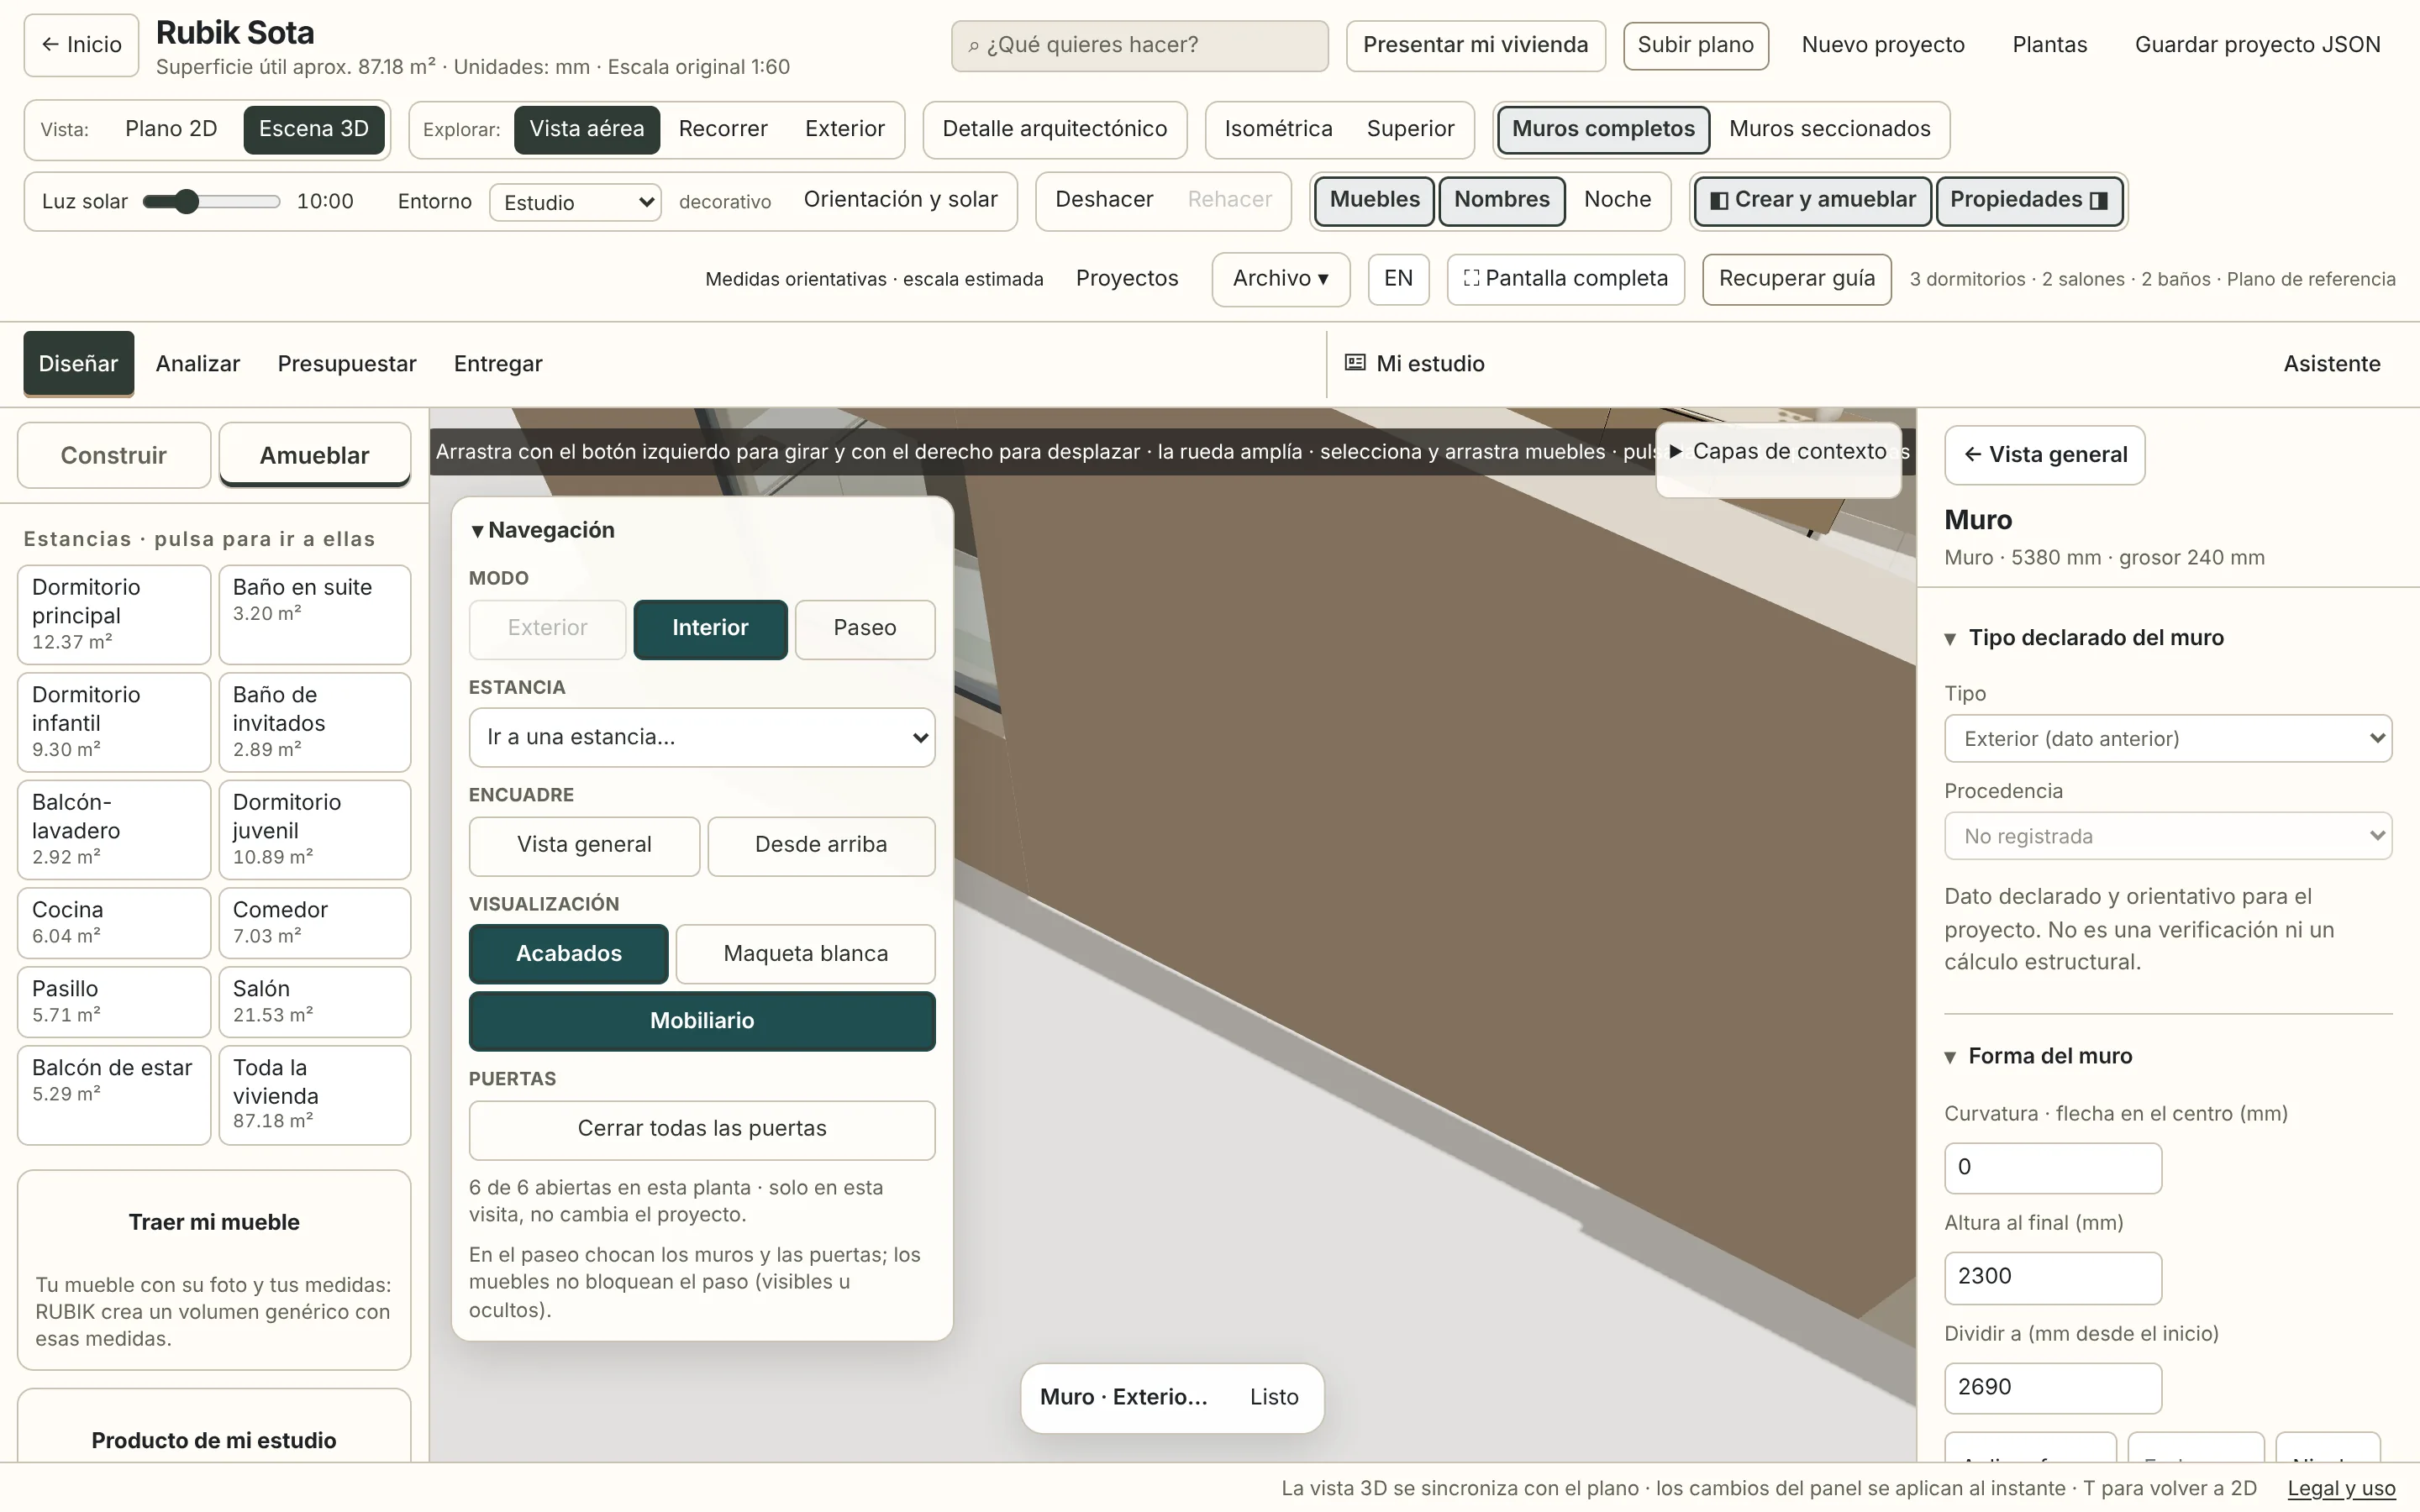 ← Inicio
Rubik Sota
Superficie útil aprox. 87.18 m² · Unidades: mm · Escala original 1:60
¿Qué quieres hacer?
Presentar mi vivienda
Subir plano
Nuevo proyecto
Plantas
Guardar proyecto JSON
Vista:
Plano 2D
Escena 3D
Explorar:
Vista aérea
Recorrer
Exterior
Detalle arquitectónico
Isométrica
Superior
Muros completos
Muros seccionados
Luz solar
10:00
Entorno
Estudio
decorativo
Orientación y solar
Deshacer
Rehacer
Muebles
Nombres
Noche
Crear y amueblar
Propiedades
Medidas orientativas · escala estimada
Proyectos
Archivo ▾
EN
Pantalla completa
Recuperar guía
3 dormitorios · 2 salones · 2 baños · Plano de referencia
Diseñar
Analizar
Presupuestar
Entregar
Mi estudio
Asistente
Construir
Amueblar
Estancias · pulsa para ir a ellas
Dormitorio
principal
12.37 m²
Baño en suite
3.20 m²
Dormitorio
infantil
9.30 m²
Baño de
invitados
2.89 m²
Balcón-
lavadero
2.92 m²
Dormitorio
juvenil
10.89 m²
Cocina
6.04 m²
Comedor
7.03 m²
Pasillo
5.71 m²
Salón
21.53 m²
Balcón de estar
5.29 m²
Toda la
vivienda
87.18 m²
Traer mi mueble
Tu mueble con su foto y tus medidas:
RUBIK crea un volumen genérico con
esas medidas.
Producto de mi estudio
Arrastra con el botón izquierdo para girar y con el derecho para desplazar · la rueda amplía · selecciona y arrastra muebles ·
▶ Capas de contexto
▾ Navegación
MODO
Exterior
Interior
Paseo
ESTANCIA
Ir a una estancia...
ENCUADRE
Vista general
Desde arriba
VISUALIZACIÓN
Acabados
Maqueta blanca
Mobiliario
PUERTAS
Cerrar todas las puertas
6 de 6 abiertas en esta planta · solo en esta
visita, no cambia el proyecto.
En el paseo chocan los muros y las puertas; los
muebles no bloquean el paso (visibles u
ocultos).
Muro · Exterio...
Listo
← Vista general
Muro
Muro · 5380 mm · grosor 240 mm
▼ Tipo declarado del muro
Tipo
Exterior (dato anterior)
Procedencia
No registrada
Dato declarado y orientativo para el
proyecto. No es una verificación ni un
cálculo estructural.
▼ Forma del muro
Curvatura · flecha en el centro (mm)
0
Altura al final (mm)
2300
Dividir a (mm desde el inicio)
2690
La vista 3D se sincroniza con el plano · los cambios del panel se aplican al instante · T para volver a 2D
Legal y uso